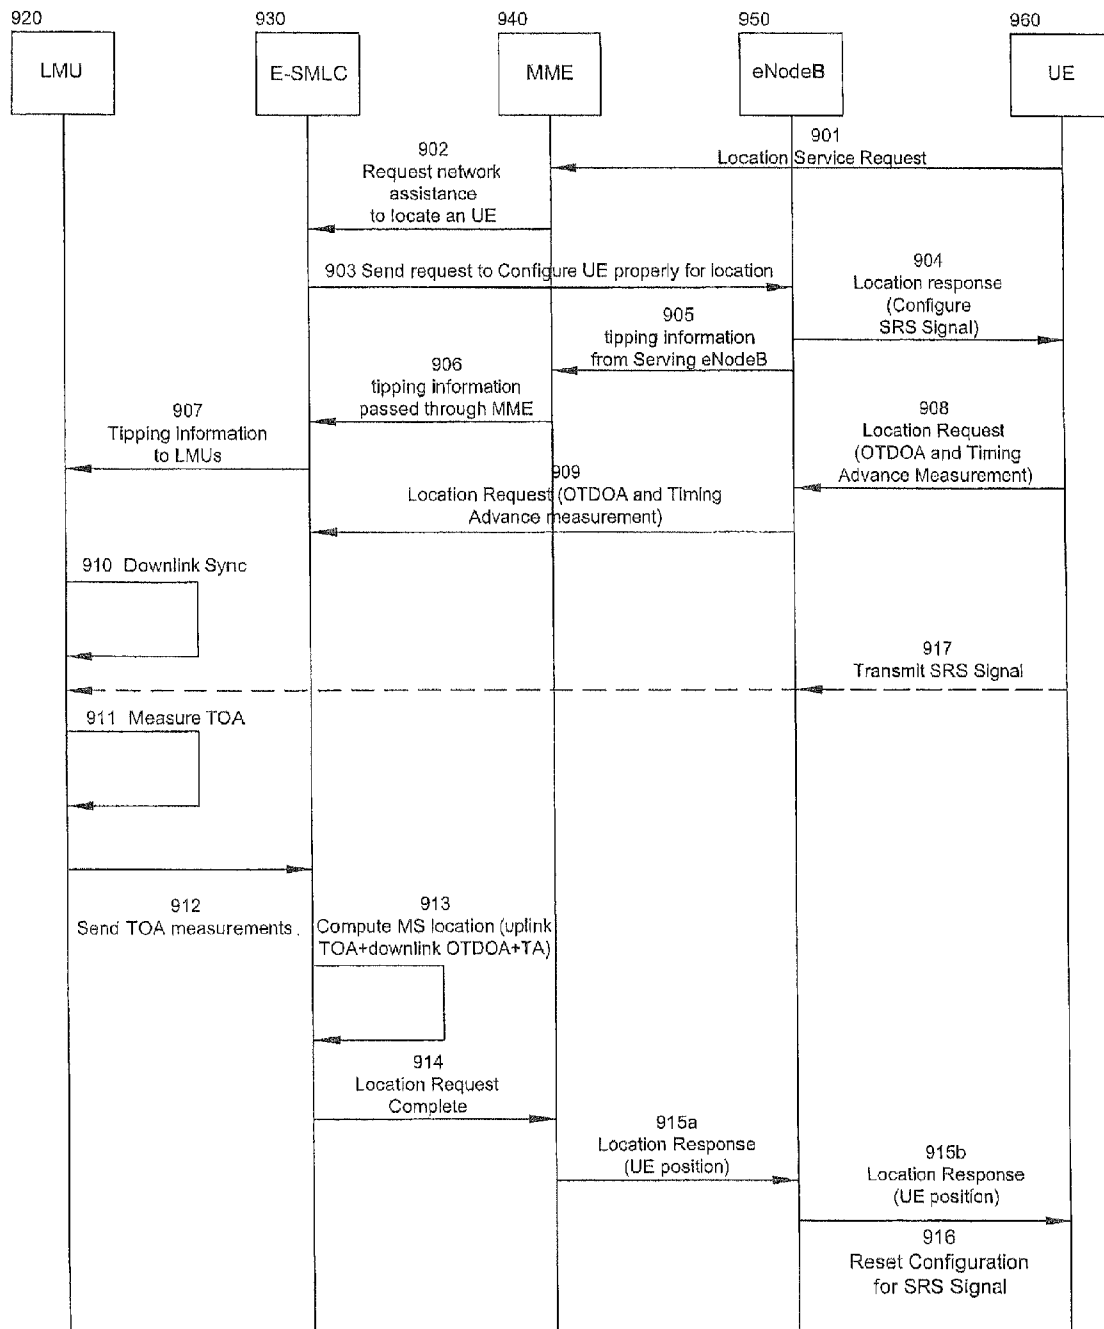 920
930
940
950
960
LMU
E-SMLC
MME
eNodeB
UE
901
Location Service Request
902
Request network
assistance
to locate an UE
903 Send request to Configure UE properly for location
904
Location response
(Configure
SRS Signal)
905
tipping information
from Serving eNodeB
906
tipping information
passed through MME
907
Tipping information
to LMUs
908
Location Request
(OTDOA and Timing
Advance Measurement)
909
Location Request (OTDOA and Timing
Advance measurement)
910 Downlink Sync
917
Transmit SRS Signal
911 Measure TOA
912
Send TOA measurements
913
Compute MS location (uplink
TOA+downlink OTDOA+TA)
914
Location Request
Complete
915a
Location Response
(UE position)
915b
Location Response
(UE position)
916
Reset Configuration
for SRS Signal